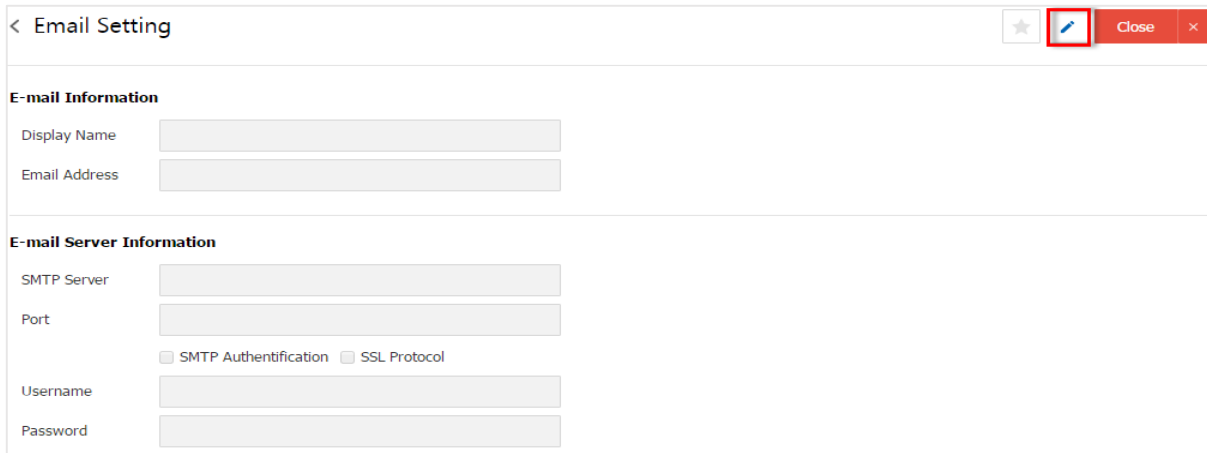 Email Setting
Close ×
E-mail Information
Display Name
Email Address
E-mail Server Information
SMTP Server
Port
SMTP Authentification SSL Protocol
Username
Password